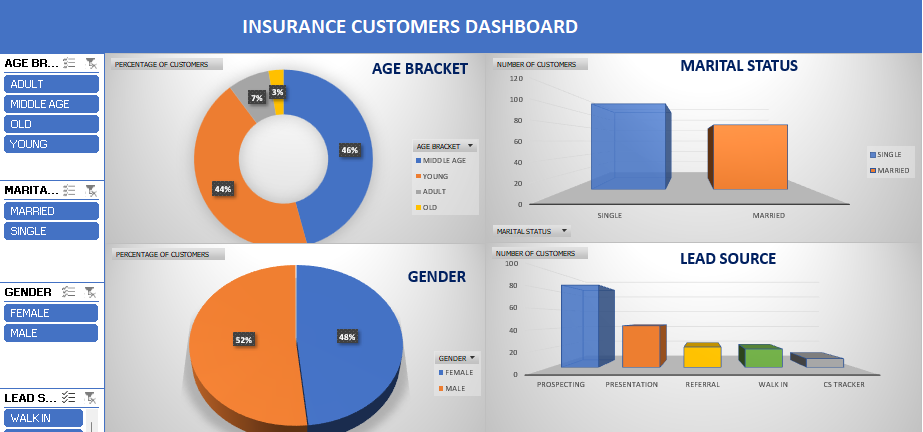 INSURANCE CUSTOMERS DASHBOARD
AGE BR...
ADULT
MIDDLE AGE
OLD
YOUNG
MARITA...
MARRIED
SINGLE
GENDER
FEMALE
MALE
LEAD S...
WALK IN
PERCENTAGE OF CUSTOMERS
AGE BRACKET
3%
7%
46%
44%
AGE BRACKET
MIDDLE AGE
YOUNG
ADULT
OLD
NUMBER OF CUSTOMERS
MARITAL STATUS
120
100
80
60
40
20
0
SINGLE
MARRIED
SINGLE
MARRIED
MARITAL STATUS
PERCENTAGE OF CUSTOMERS
GENDER
52%
48%
GENDER
FEMALE
MALE
NUMBER OF CUSTOMERS
LEAD SOURCE
100
80
60
40
20
0
PROSPECTING
PRESENTATION
REFERRAL
WALK IN
CS TRACKER